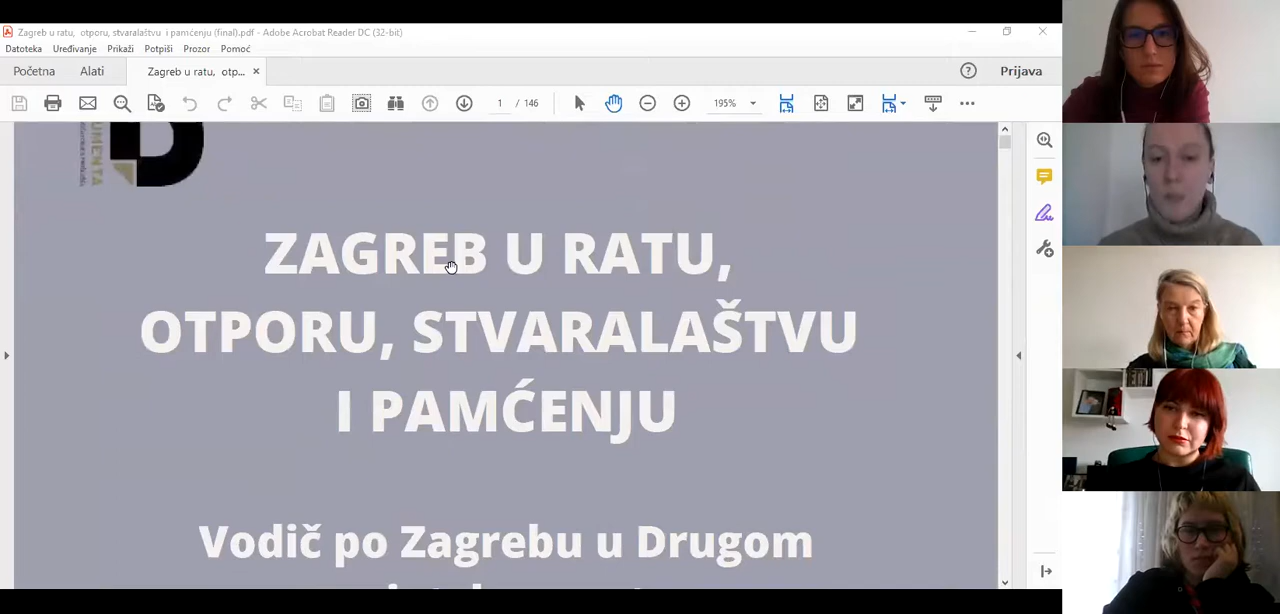 Zagreb u ratu,  otporu, stvaralaštvu  i pamćenju (final).pdf - Adobe Acrobat Reader DC (32-bit)
Datoteka Uređivanje Prikaži Potpiši Prozor Pomoć
Početna Alati Zagreb u ratu,  otp... Prijava
1 / 146 195%
UMENTA
ZAGREB U RATU,
OTPORU, STVARALAŠTVU
I PAMĆENJU
Vodič po Zagrebu u Drugom